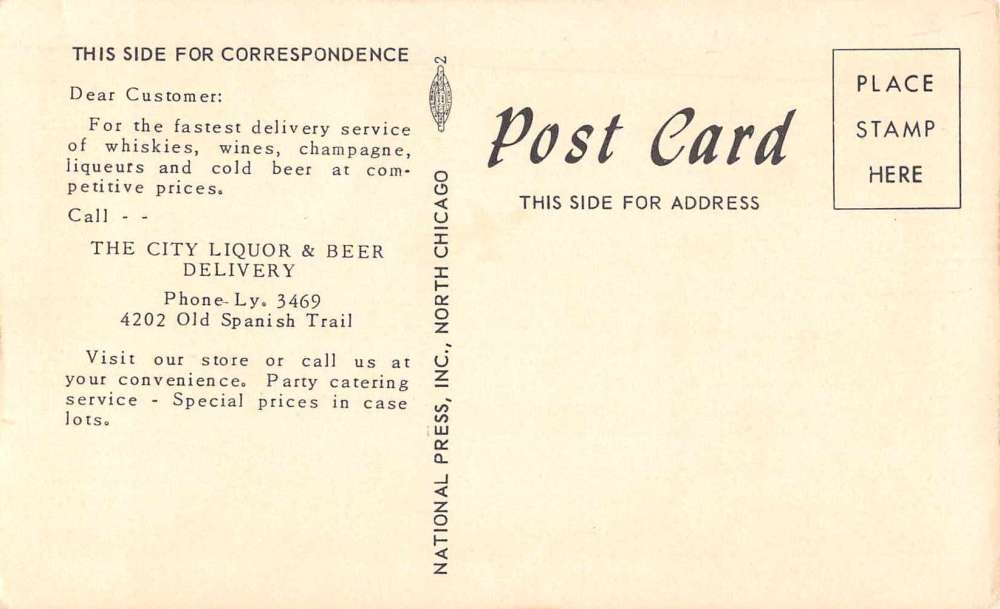 THIS SIDE FOR CORRESPONDENCE
Dear Customer:
For the fastest delivery service
of whiskies, wines, champagne,
liqueurs and cold beer at com-
petitive prices.
Call - -
THE CITY LIQUOR & BEER
DELIVERY
Phone-Ly. 3469
4202 Old Spanish Trail
Visit our store or call us at
your convenience. Party catering
service - Special prices in case
lots.
NATIONAL PRESS, INC., NORTH CHICAGO
2
Post Card
THIS SIDE FOR ADDRESS
PLACE
STAMP
HERE